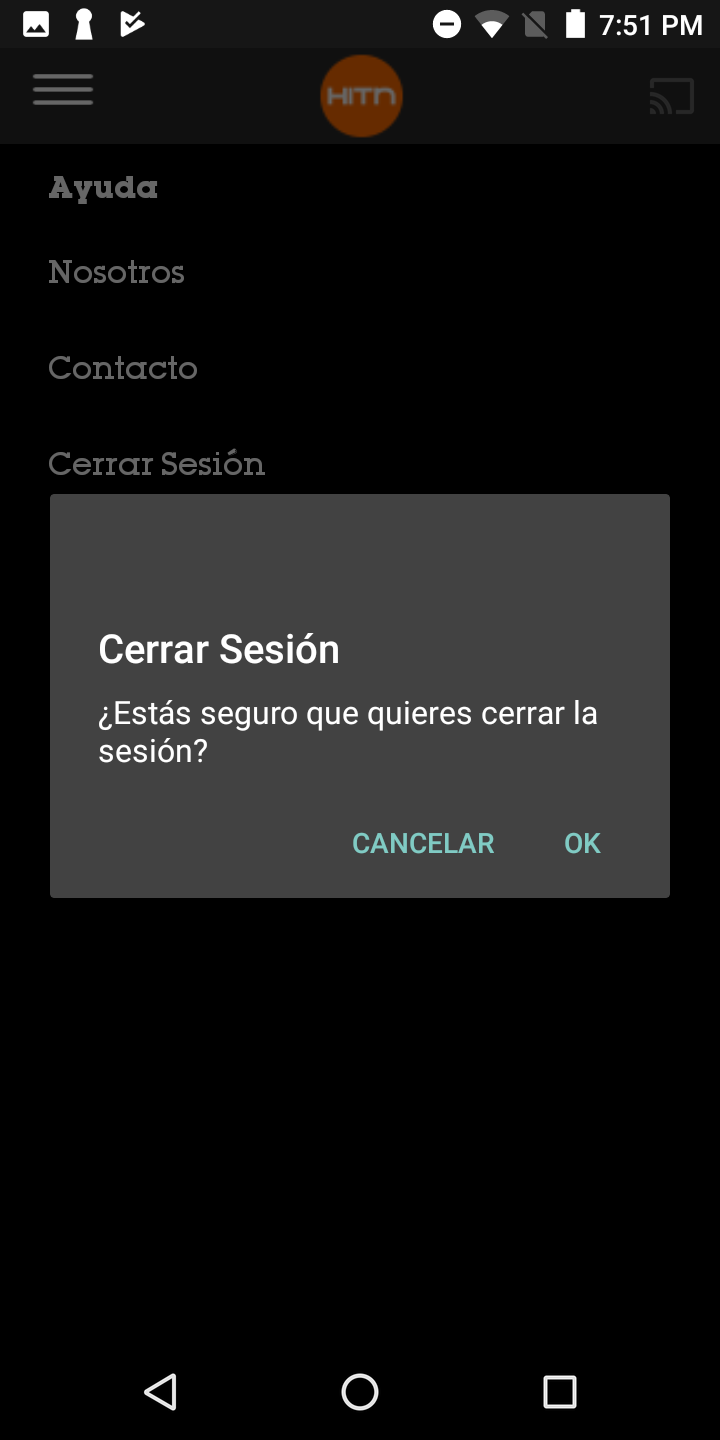 7:51 PM
HITN
Ayuda
Nosotros
Contacto
Cerrar Sesión
Cerrar Sesión
¿Estás seguro que quieres cerrar la
sesión?
CANCELAR OK